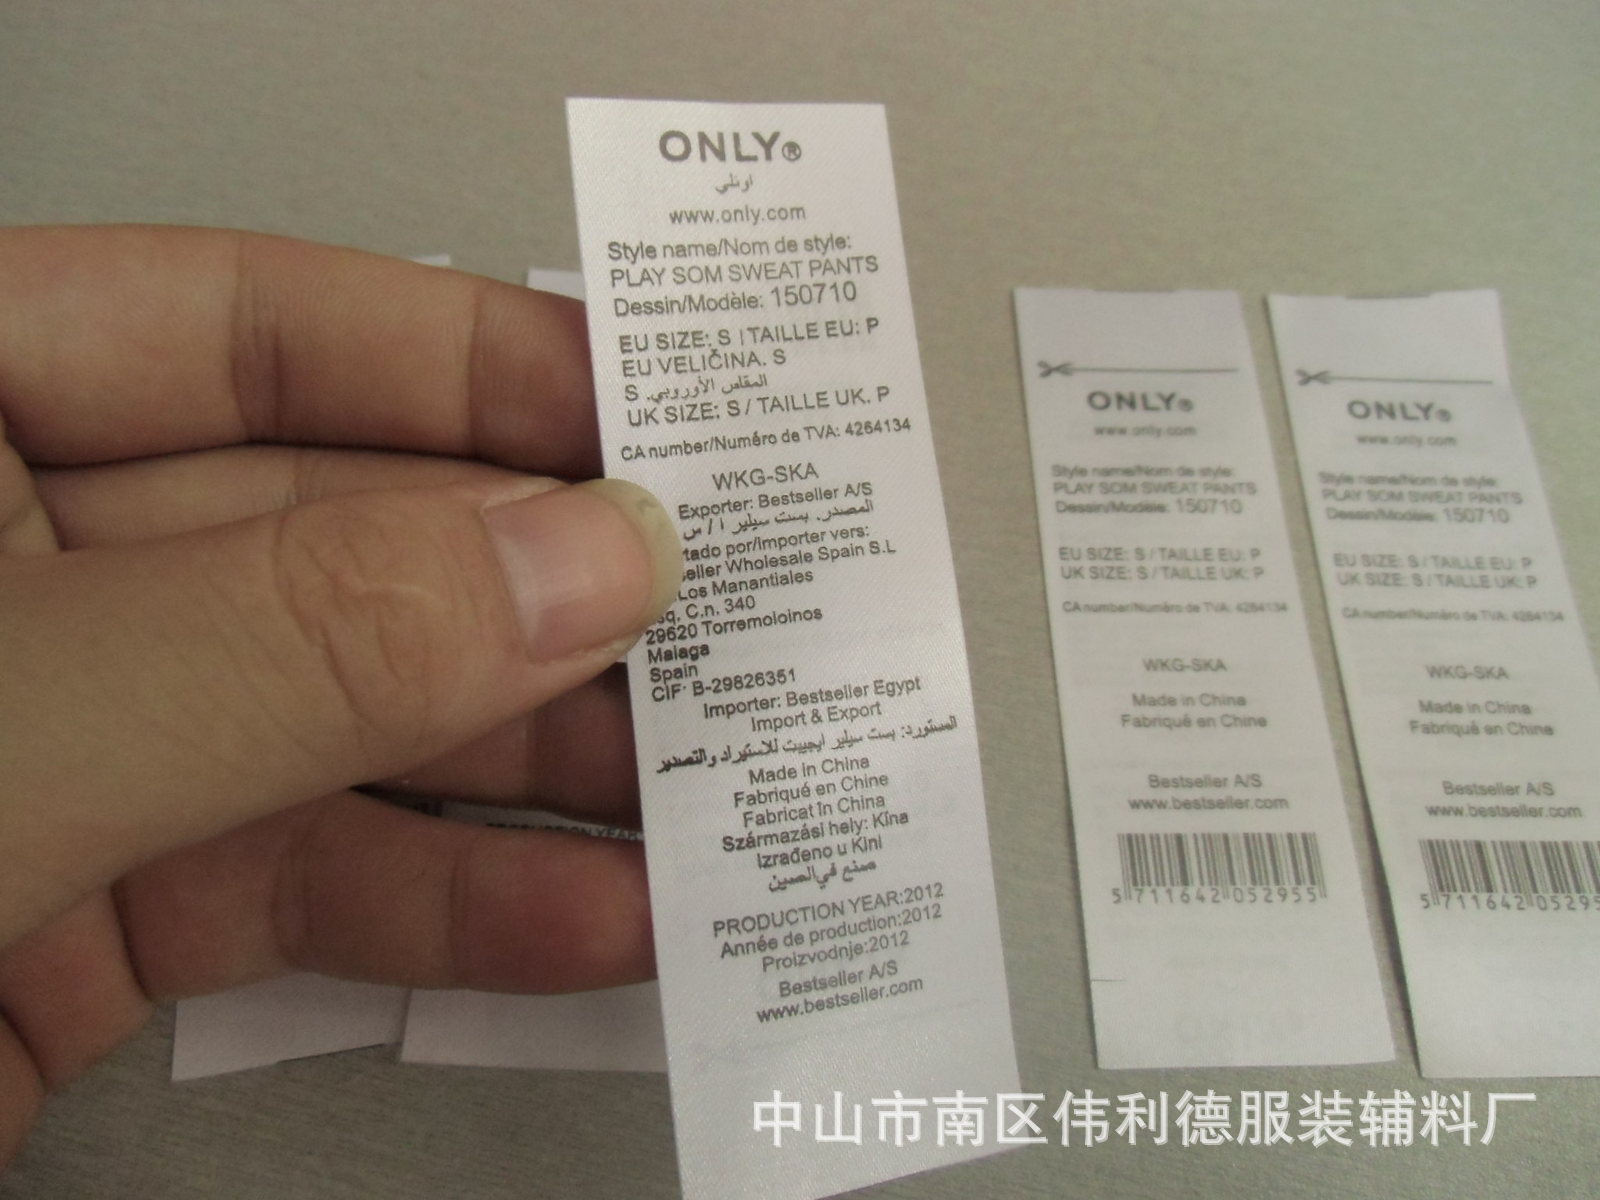 ONLY®
اونلي
www.only.com
Style name/Nom de style:
PLAY SOM SWEAT PANTS
Dessin/Modèle: 150710
EU SIZE: S / TAILLE EU: P
EU VELIČINA. S
المقاس الأوروبي. S
UK SIZE: S / TAILLE UK. P
CA number/Numéro de TVA: 4264134
WKG-SKA
Exporter: Bestseller A/S
المصدر. بست سيلير ا / س
tado por/importer vers:
eller Wholesale Spain S.L
Los Manantiales
sq. C.n. 340
29620 Torremoloinos
Malaga
Spain
CIF: B-29826351
Importer: Bestseller Egypt
Import & Export
المستورد: بست سيلير ايجيبت للاستيراد والتصدير
Made in China
Fabriqué en Chine
Fabricat în China
Származási hely: Kína
Izrađeno u Kini
صنع في الصين
PRODUCTION YEAR:2012
Année de production:2012
Proizvodnje:2012
Bestseller A/S
www.bestseller.com
PRODUCTION YEAR
ONLY®
www.only.com
Style name/Nom de style:
PLAY SOM SWEAT PANTS
Dessin/Modèle: 150710
EU SIZE: S / TAILLE EU: P
UK SIZE: S / TAILLE UK: P
CA number/Numéro de TVA: 4264134
WKG-SKA
Made in China
Fabriqué en Chine
Bestseller A/S
www.bestseller.com
5 711642 052955
ONLY®
www.only.com
Style name/Nom de style:
PLAY SOM SWEAT PANTS
Dessin/Modèle: 150710
EU SIZE: S / TAILLE EU: P
UK SIZE: S / TAILLE UK: P
CA number/Numéro de TVA: 4264134
WKG-SKA
Made in China
Fabriqué en Chine
Bestseller A/S
www.bestseller.com
5 711642 05295
中山市南区伟利德服装辅料厂